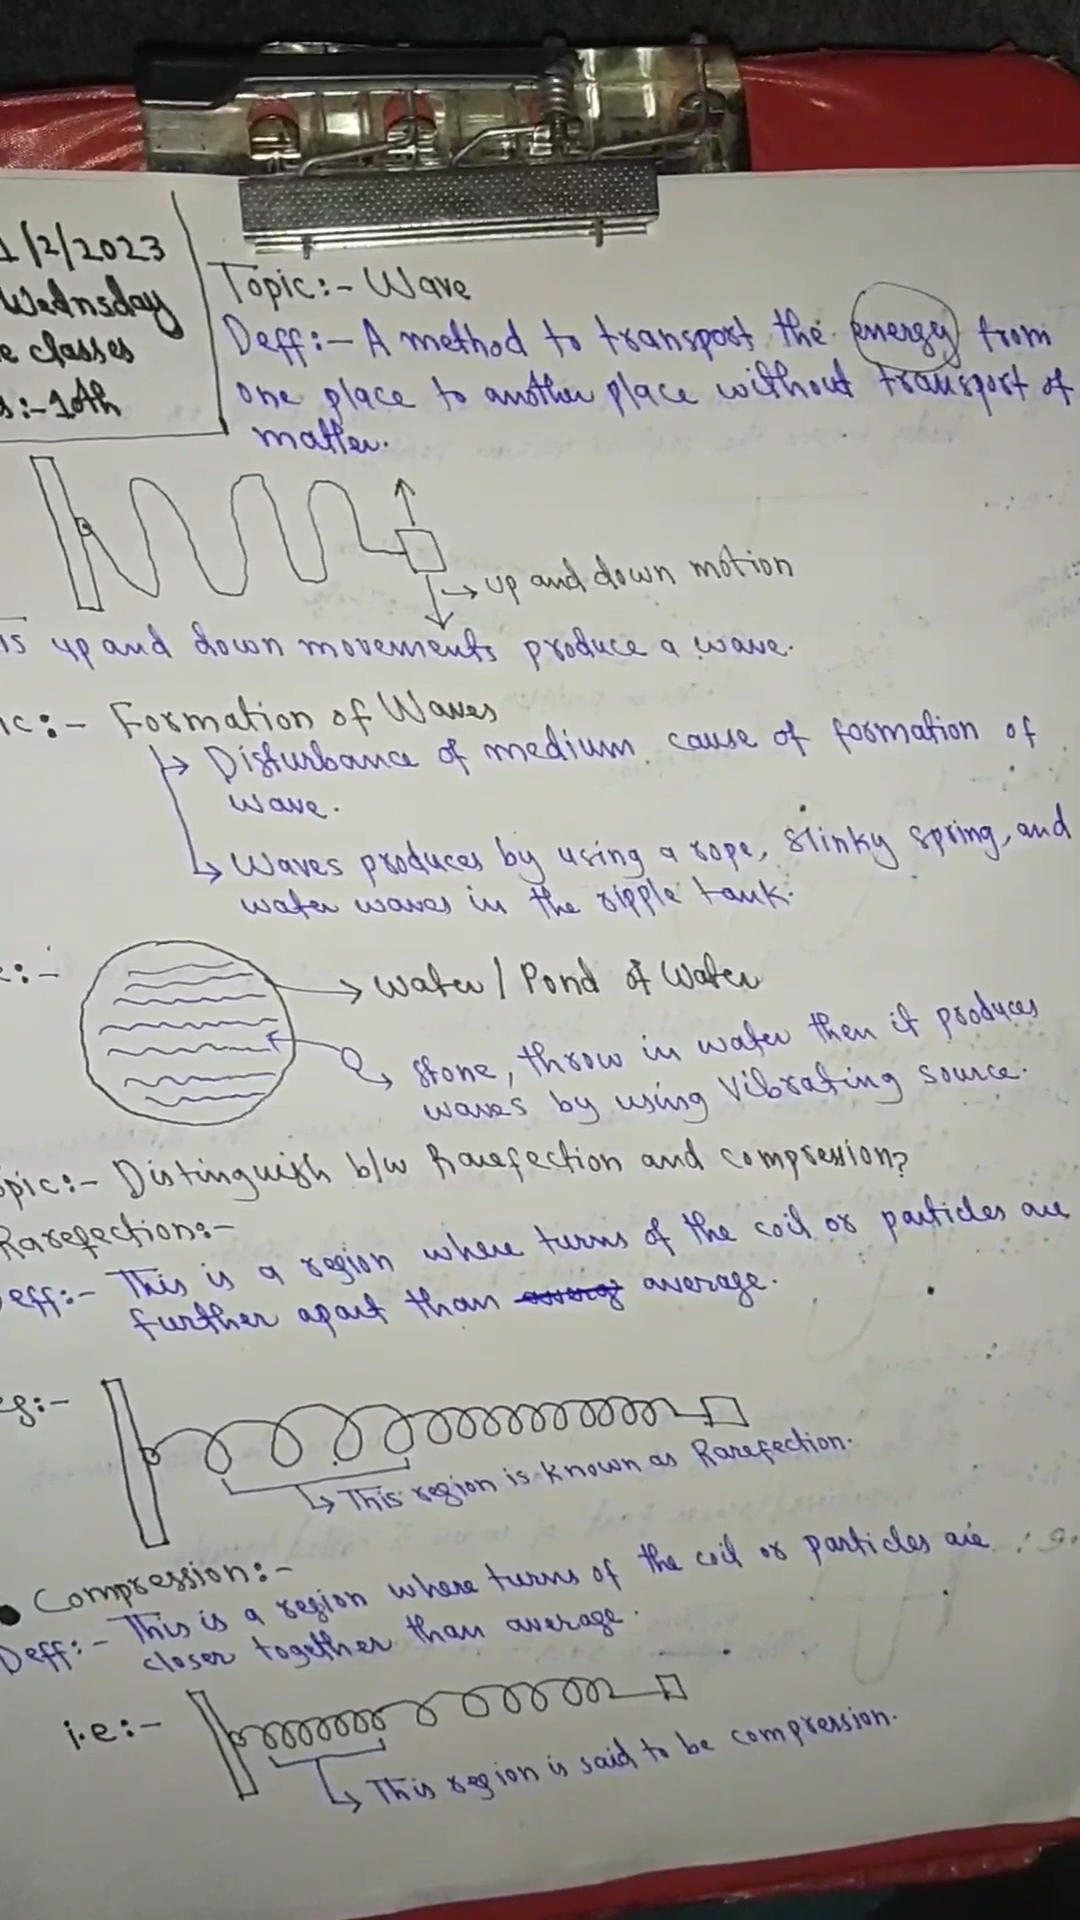 1/2/2023
Wednsday
e classes
s:-10th
Topic:- Wave
Deff:- A method to transport the energy from
one place to another place without transport of
matter.
up and down motion
is up and down movements produce a wave.
ic:- Formation of Waves
Disturbance of medium cause of formation of
wave.
Waves produces by using a rope, slinky spring, and
water waves in the ripple tank.
:-
Water / Pond of Water
Stone, throw in water then it produces
waves by using Vibrating source.
opic:- Distinguish b/w Rarefection and compression?
Rarefection:-
eff:- This is a region where turns of the coil or particles are
further apart than average.
eg:-
This region is known as Rarefection.
Compression:-
Deff:- This is a region where turns of the coil or particles are
closer together than average.
i.e:-
This region is said to be compression.